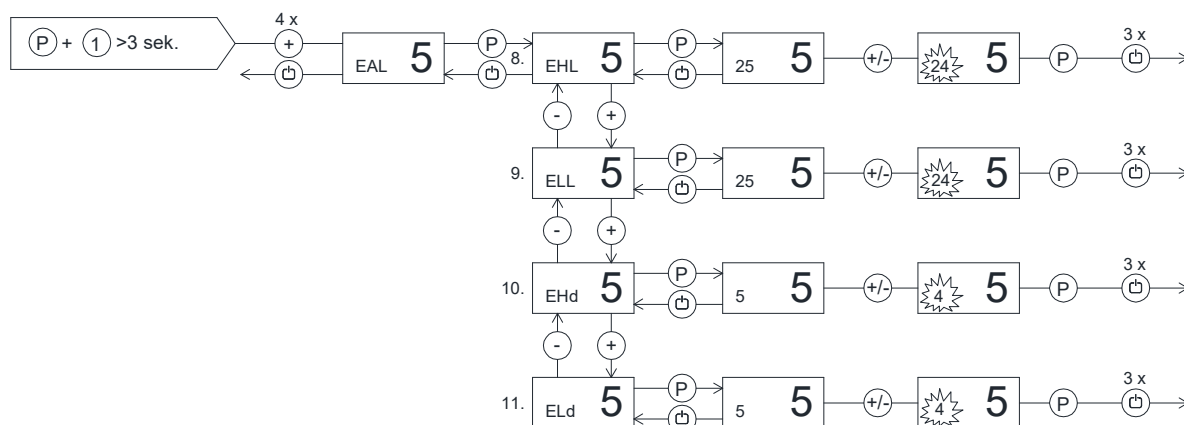 4 x
P + 1 >3 sek.
+
EAL 5
P
8.
EHL 5
P
25 5
+/-
24 5
P
3 x
- +
9.
ELL 5
P
25 5
+/-
24 5
P
3 x
- +
10.
EHd 5
P
5 5
+/-
4 5
P
3 x
- +
11.
ELd 5
P
5 5
+/-
4 5
P
3 x